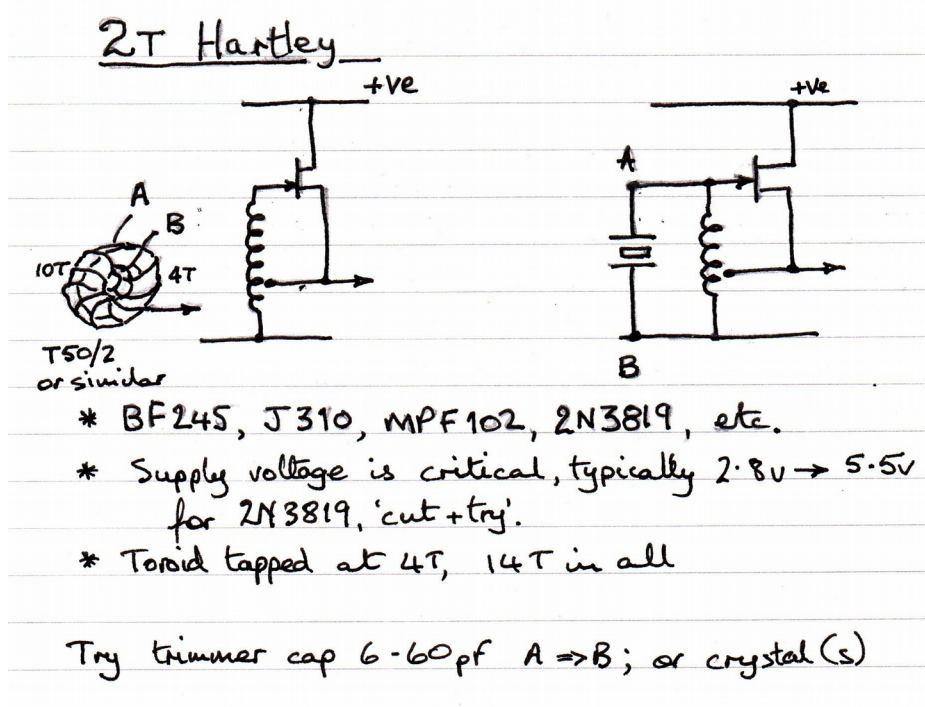 2T Hartley
+ve
+ve
A
A
B
10T
4T
T50/2
or similar
B
* BF245, J310, MPF102, 2N3819, etc.
* Supply voltage is critical, typically 2.8v → 5.5v
for 2N3819, 'cut + try'.
* Toroid tapped at 4T, 14T in all
Try trimmer cap 6-60pf A => B; or crystal(s)